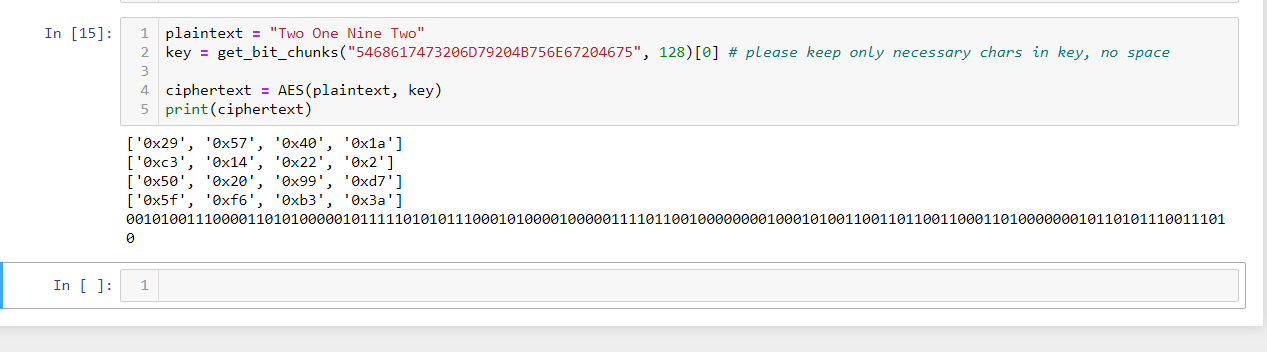 In [15]:
1 plaintext = "Two One Nine Two"
2 key = get_bit_chunks("5468617473206D79204B756E67204675", 128)[0] # please keep only necessary chars in key, no space
3
4 ciphertext = AES(plaintext, key)
5 print(ciphertext)
['0x29', '0x57', '0x40', '0x1a']
['0xc3', '0x14', '0x22', '0x2']
['0x50', '0x20', '0x99', '0xd7']
['0x5f', '0xf6', '0xb3', '0x3a']
0010100111000011010100000101111101010111000101000010000011110110010000000010001010011001101100110001101000000010110101110011101
0
In [ ]:
1